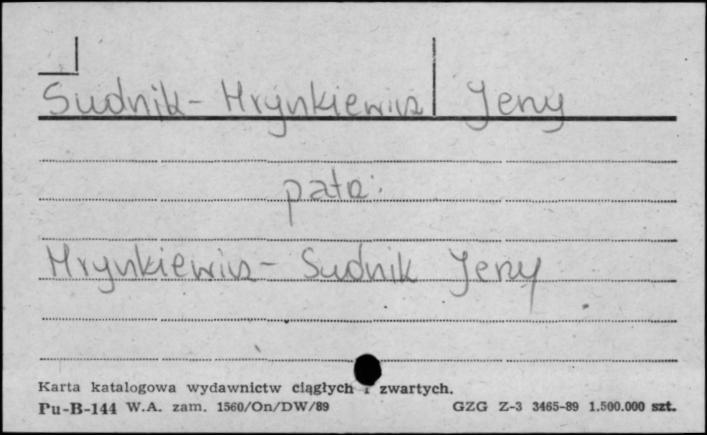 Sudnik - Hrynkiewicz Jerzy
patrz:
Hrynkiewicz - Sudnik Jerzy
Karta katalogowa wydawnictw ciągłych i zwartych.
Pu-B-144 W.A. zam. 1560/On/DW/89 GZG Z-3 3465-89 1.500.000 szt.